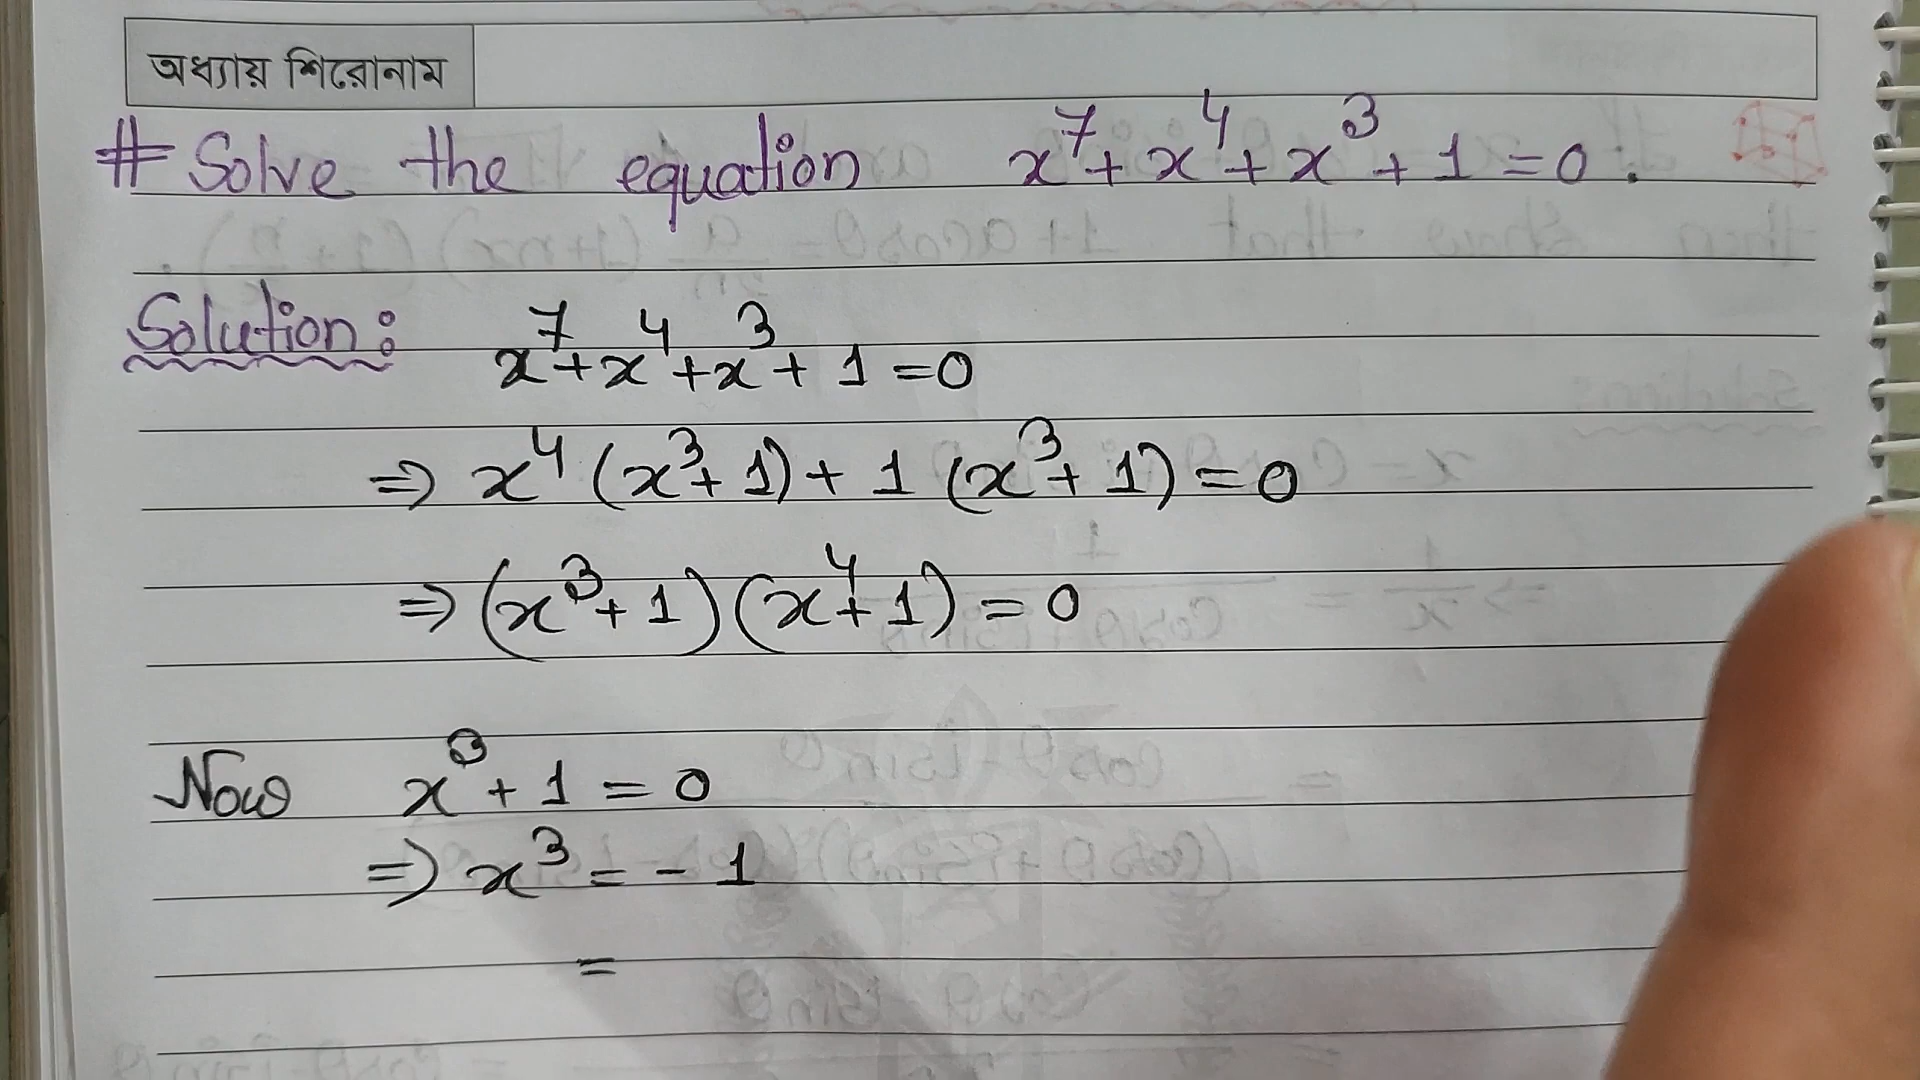 অধ্যায় শিরোনাম
# Solve the equation x⁷ + x⁴ + x³ + 1 = 0.
Solution: x⁷ + x⁴ + x³ + 1 = 0
⇒ x⁴ (x³ + 1) + 1 (x³ + 1) = 0
⇒ (x³ + 1) (x⁴ + 1) = 0
Now x³ + 1 = 0
⇒ x³ = - 1
=